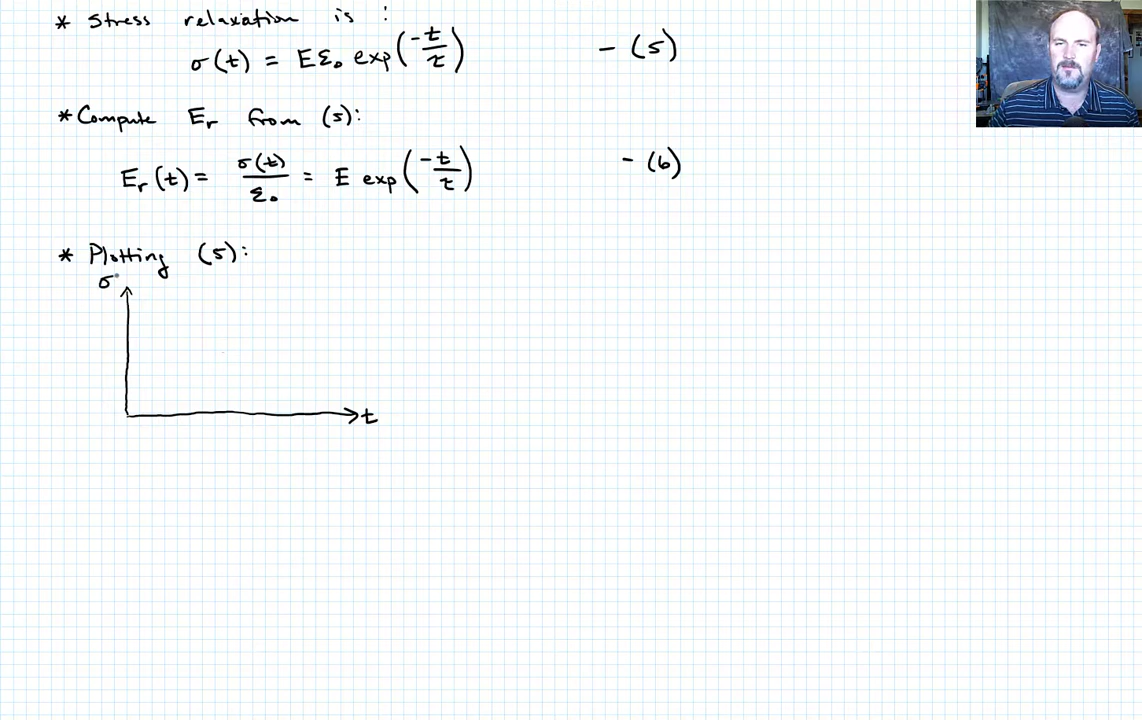 * Stress relaxation is :
σ(t) = Eε₀ exp(-t/τ) - (5)
* Compute Eᵣ from (5):
Eᵣ(t) = σ(t)/ε₀ = E exp(-t/τ) - (6)
* Plotting (5):
σ
t